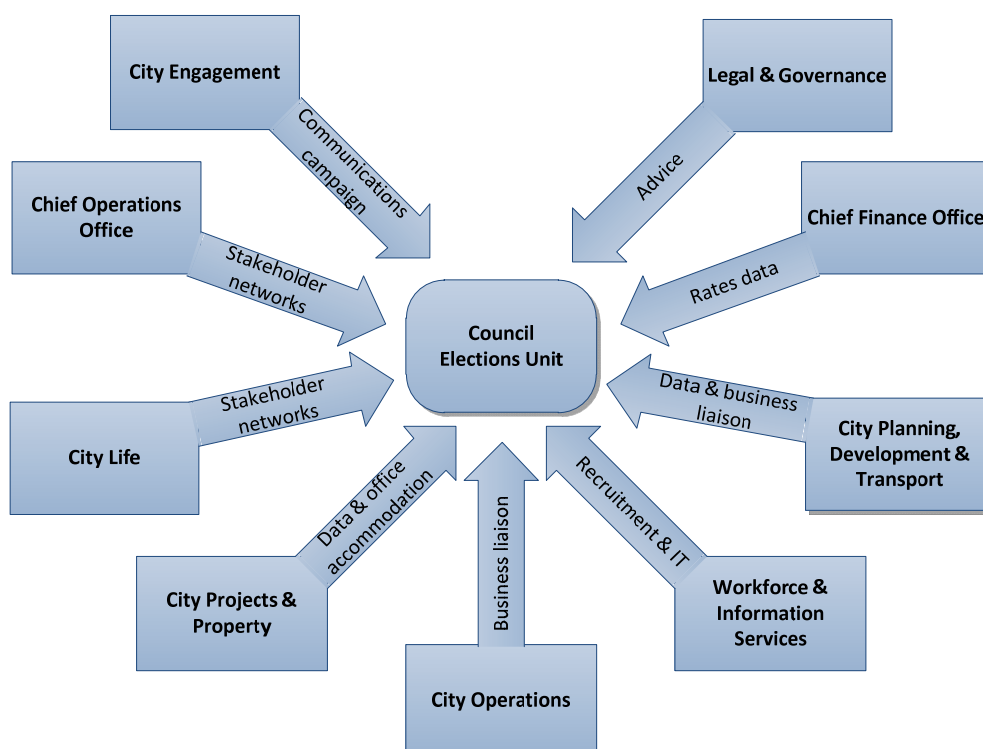 City Engagement
Communications
campaign
Legal & Governance
Advice
Chief Operations
Office
Stakeholder
networks
Chief Finance Office
Rates data
Council
Elections Unit
City Life
Stakeholder
networks
Data & business
liaison
City Planning,
Development &
Transport
City Projects &
Property
Data & office
accommodation
Business liaison
City Operations
Recruitment & IT
Workforce &
Information
Services